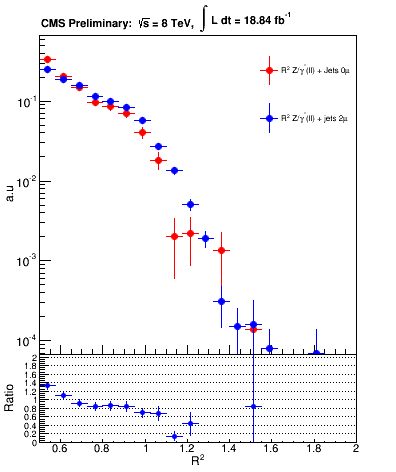 CMS Preliminary: √s = 8 TeV, ∫ L dt = 18.84 fb⁻¹
R² Z/γ*(ll) + Jets 0μ
R² Z/γ*(ll) + jets 2μ
a.u
10⁻¹
10⁻²
10⁻³
10⁻⁴
Ratio
2
1.8
1.6
1.4
1.2
1
0.8
0.6
0.4
0.2
0
0.6 0.8 1 1.2 1.4 1.6 1.8 2
R²